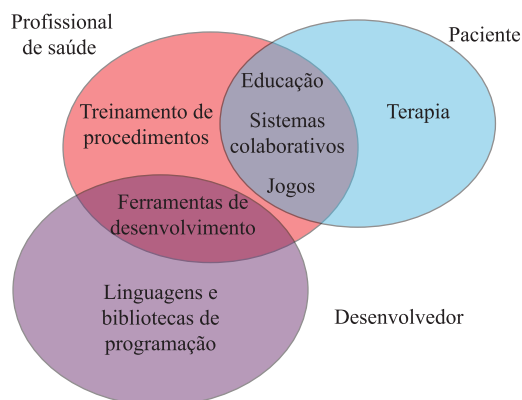 Profissional
de saúde
Paciente
Educação
Treinamento de
procedimentos
Sistemas
colaborativos
Terapia
Jogos
Ferramentas de
desenvolvimento
Linguagens e
bibliotecas de
programação
Desenvolvedor